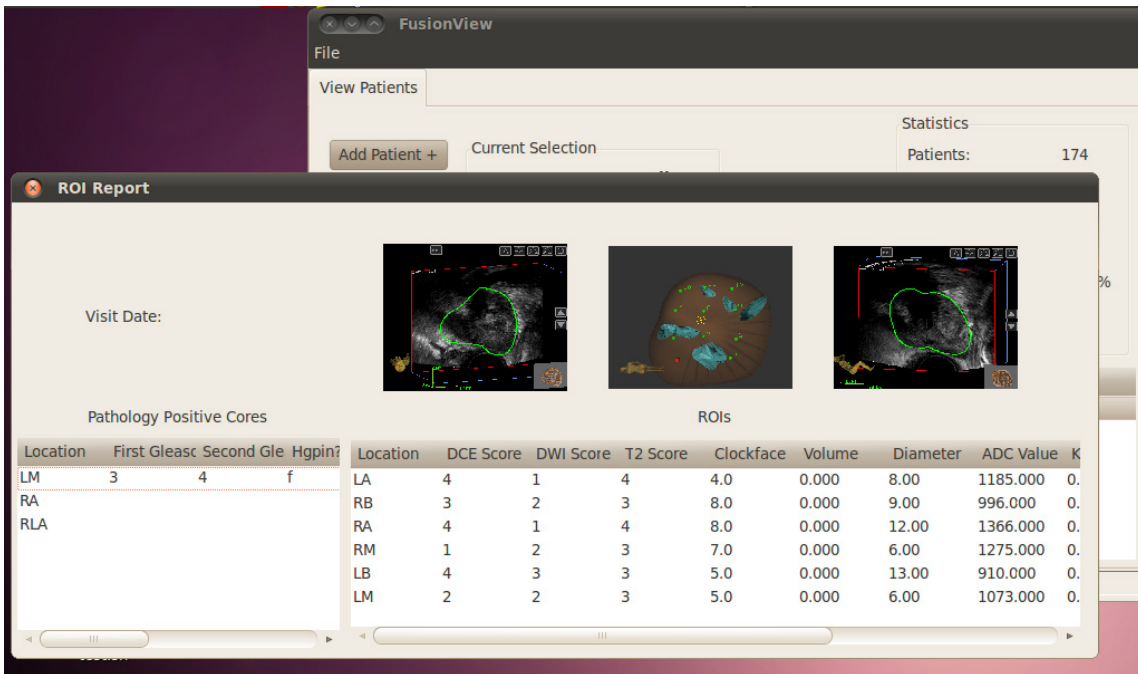 FusionView
File
View Patients
Statistics
Add Patient +
Current Selection
Patients: 174
ROI Report
%
Visit Date:
Pathology Positive Cores
ROIs
Location First Gleasc Second Gle Hgpin?
LM 3 4 f
RA
RLA
Location DCE Score DWI Score T2 Score Clockface Volume Diameter ADC Value K
LA 4 1 4 4.0 0.000 8.00 1185.000 0.
RB 3 2 3 8.0 0.000 9.00 996.000 0.
RA 4 1 4 8.0 0.000 12.00 1366.000 0.
RM 1 2 3 7.0 0.000 6.00 1275.000 0.
LB 4 3 3 5.0 0.000 13.00 910.000 0.
LM 2 2 3 5.0 0.000 6.00 1073.000 0.